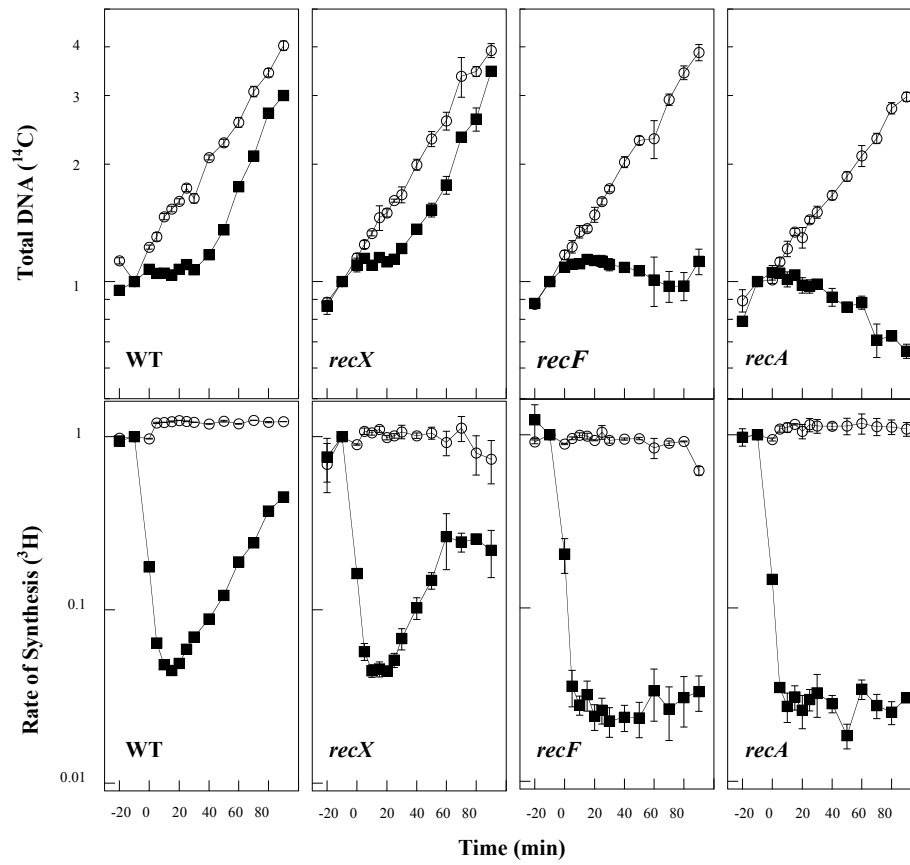 Total DNA (¹⁴C)
4
3
2
1
WT
recX
recF
recA
Rate of Synthesis (³H)
1
0.1
0.01
WT
recX
recF
recA
-20 0 20 40 60 80
-20 0 20 40 60 80
-20 0 20 40 60 80
-20 0 20 40 60 80
Time (min)